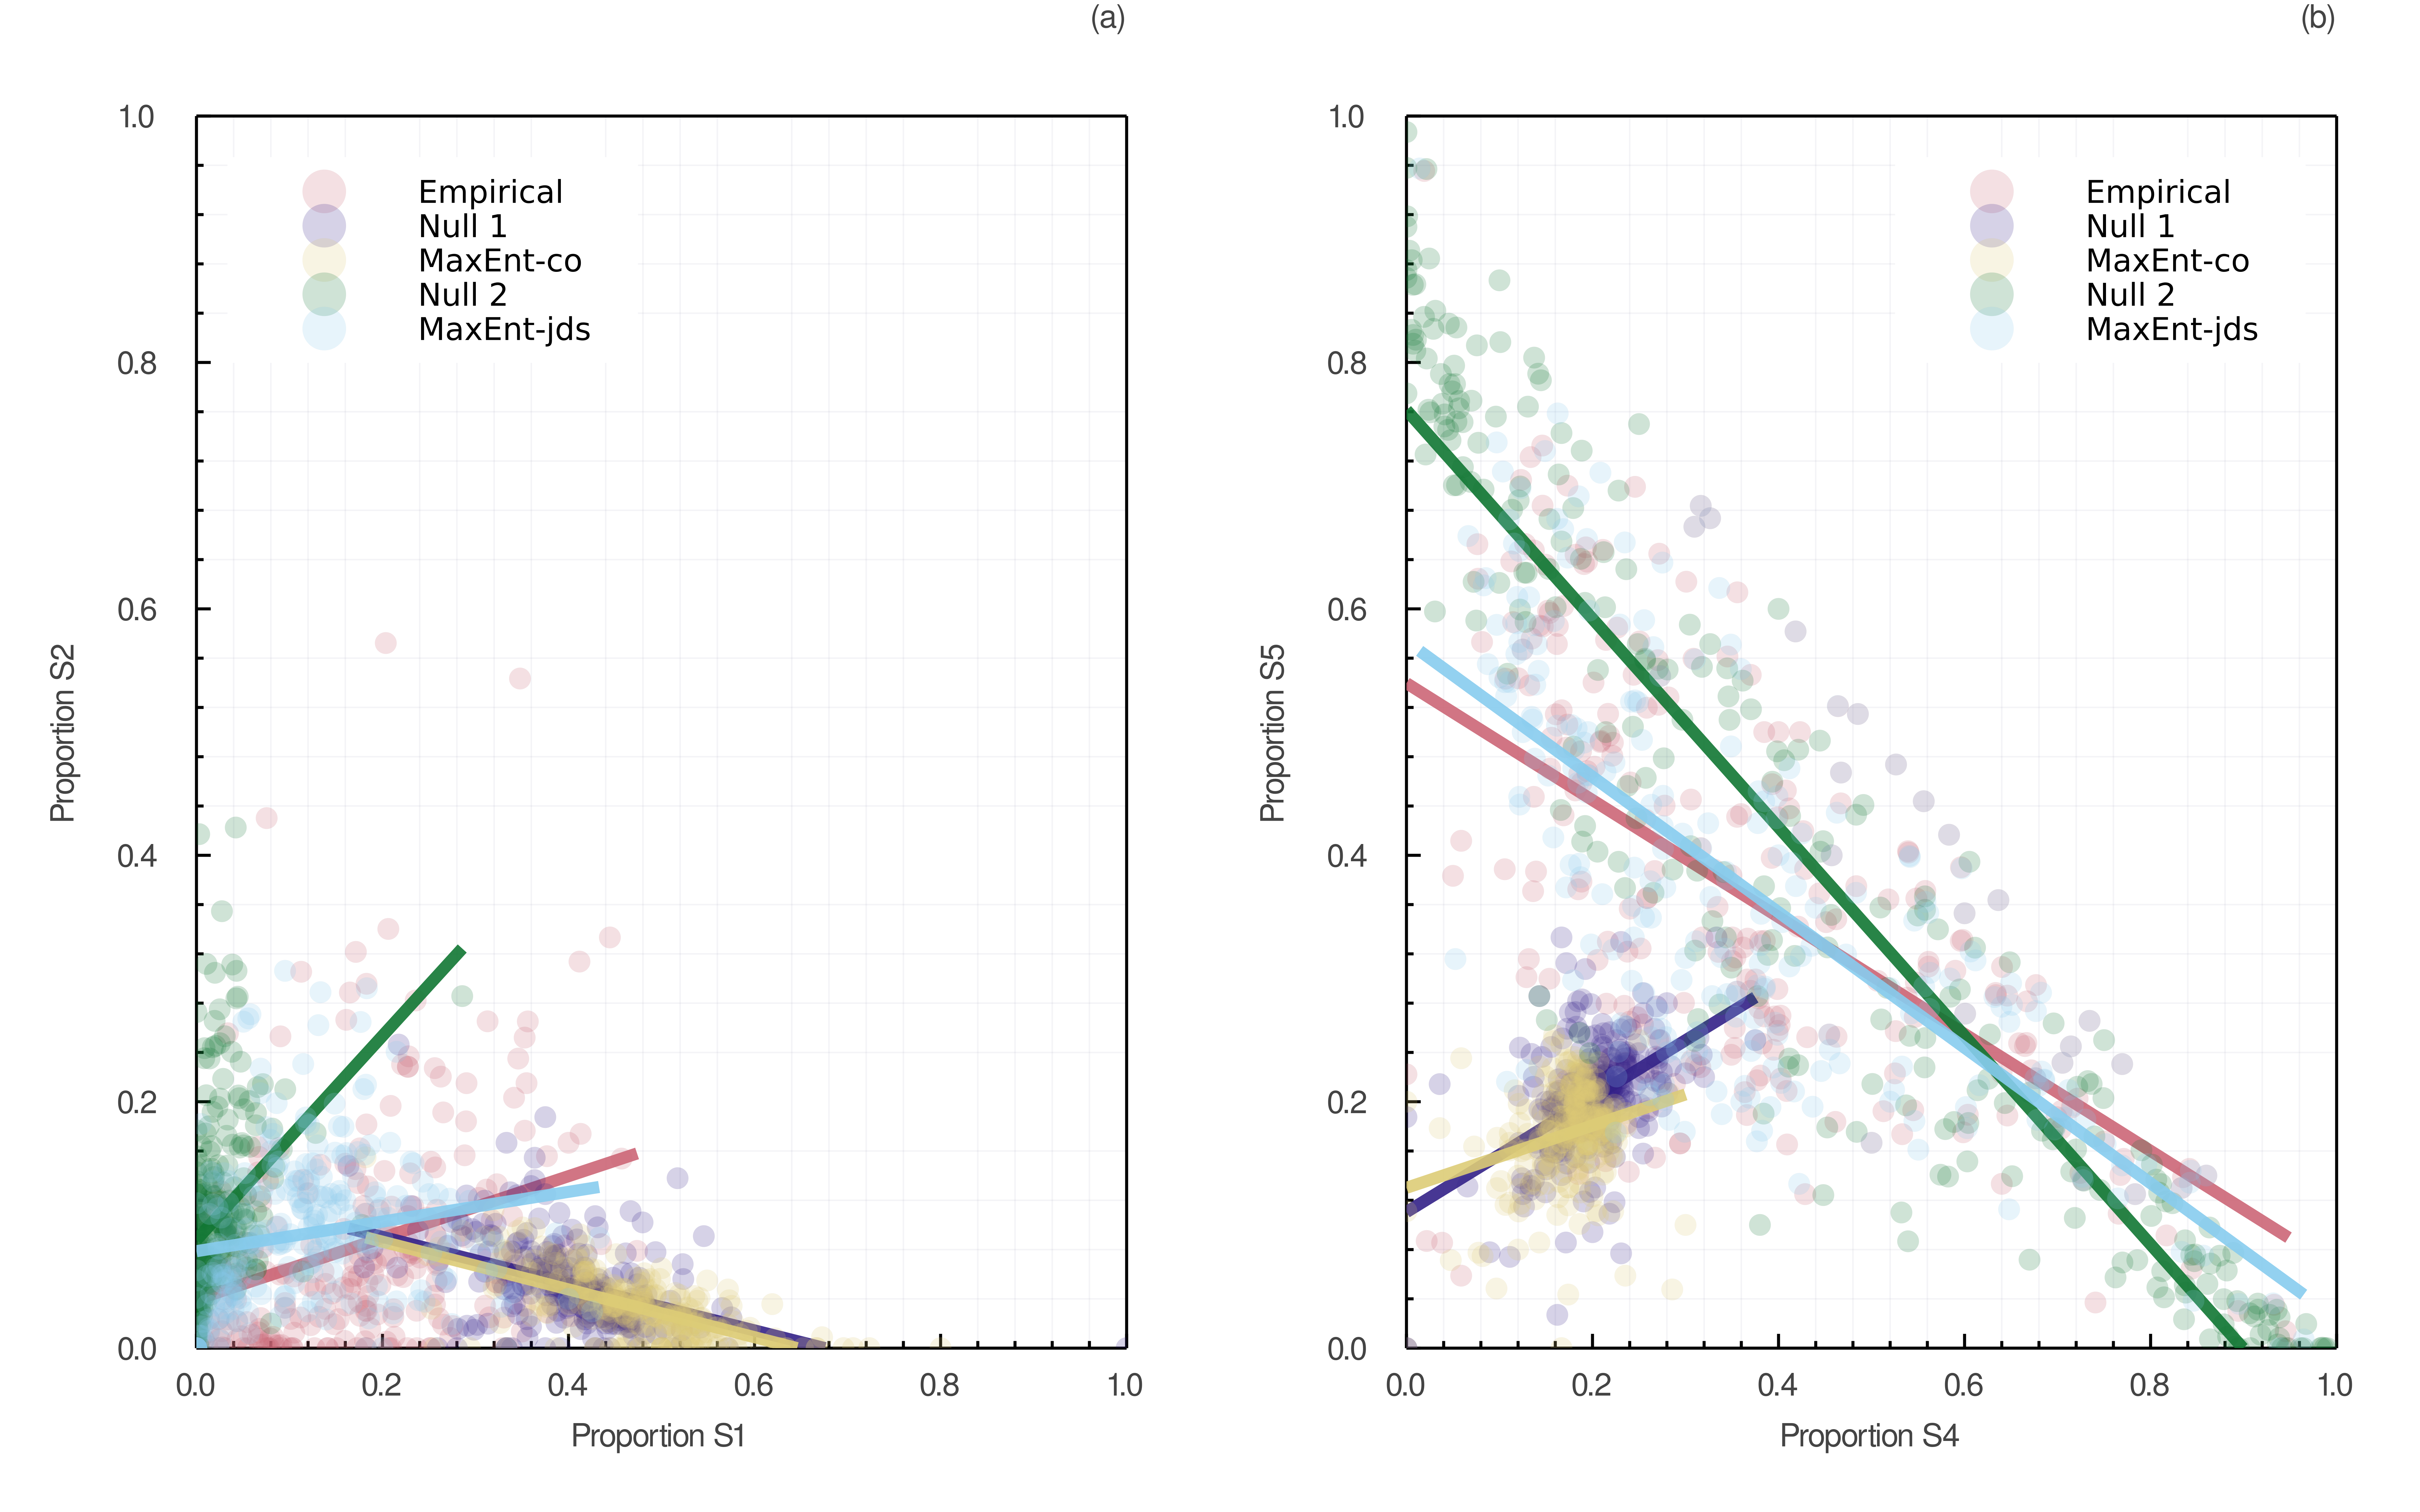 (a)
1.0
0.8
0.6
0.4
0.2
0.0
Proportion S2
Empirical
Null 1
MaxEnt-co
Null 2
MaxEnt-jds
0.0 0.2 0.4 0.6 0.8 1.0
Proportion S1
(b)
1.0
0.8
0.6
0.4
0.2
0.0
Proportion S5
Empirical
Null 1
MaxEnt-co
Null 2
MaxEnt-jds
0.0 0.2 0.4 0.6 0.8 1.0
Proportion S4